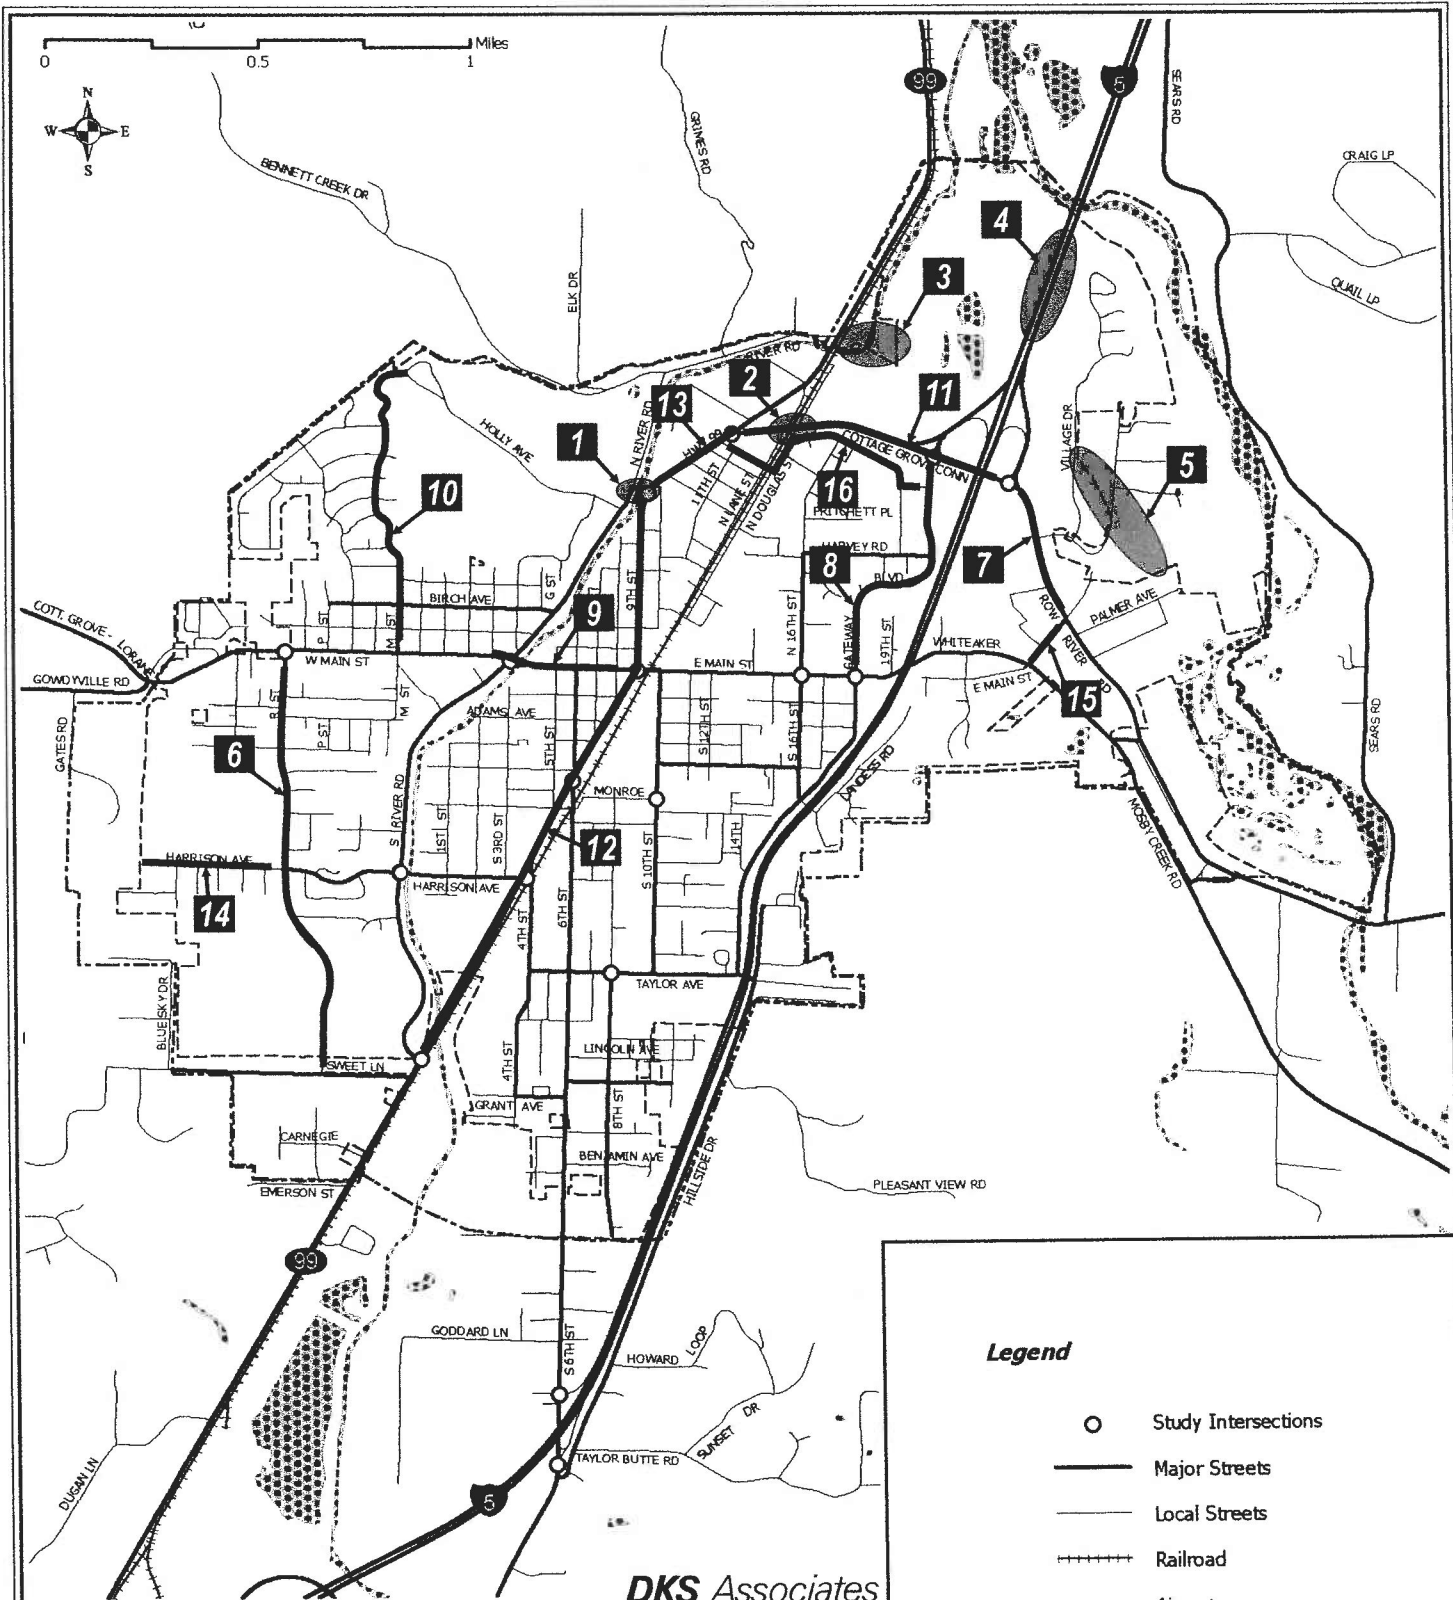 Miles
0 0.5 1
N
W E
S
99
5
SEARS RD
CRAIG LP
QUAIL LP
BENNETT CREEK DR
GRIMES RD
ELK DR
4
3
RIVER RD
2
11
13
1
N RIVER RD
HWY 99
HOLLY AVE
10
COTTAGE GROVE CONN
VILLAGE DR
5
11TH ST
N LANE ST
N DOUGLAS ST
16
PRITCHETT PL
HARVEY RD
8
BLVD
7
BIRCH AVE
G ST
9
9TH ST
N 16TH ST
GATEWAY
19TH ST
ROW RIVER RD
PALMER AVE
COTT. GROVE - LORANE
P ST
M ST
W MAIN ST
E MAIN ST
WHITEAKER
E MAIN ST
15
GOWDYVILLE RD
GATES RD
R ST
P ST
M ST
ADAMS AVE
5TH ST
S 12TH ST
S 16TH ST
SEARS RD
6
LANDESS RD
S RIVER RD
1ST ST
S 3RD ST
MONROE
14TH
12
S 10TH ST
MOSBY CREEK RD
HARRISON AVE
HARRISON AVE
14
4TH ST
6TH ST
TAYLOR AVE
BLUE SKY DR
SWEET LN
4TH ST
LINCOLN AVE
GRANT AVE
8TH ST
CARNEGIE
BENJAMIN AVE
HILLSIDE DR
EMERSON ST
PLEASANT VIEW RD
99
GODDARD LN
S 6TH ST
HOWARD LOOP
SUNSET DR
TAYLOR BUTTE RD
DUGAN LN
5
DKS Associates
Legend
Study Intersections
Major Streets
Local Streets
Railroad